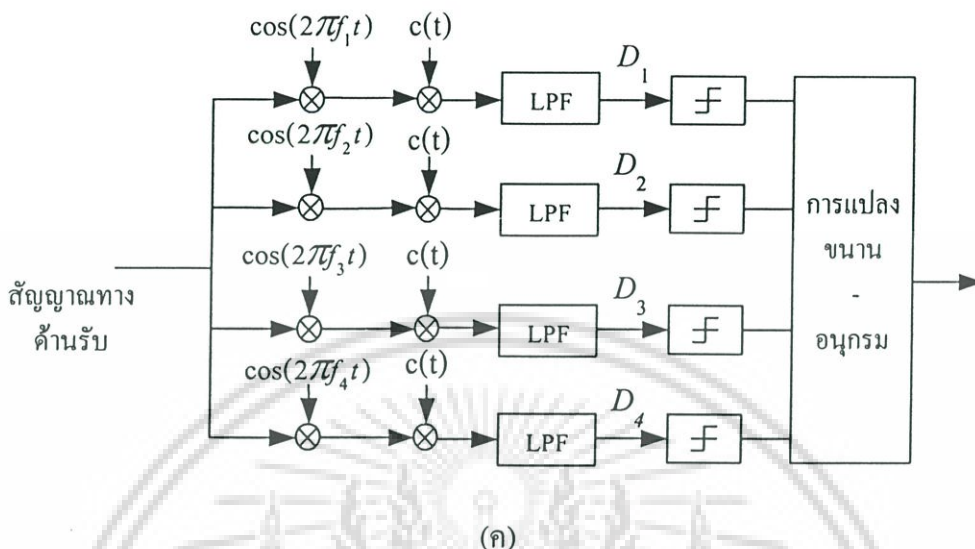 cos(2πf₁t) c(t)
LPF
D₁
cos(2πf₂t) c(t)
LPF
D₂
cos(2πf₃t) c(t)
LPF
D₃
cos(2πf₄t) c(t)
LPF
D₄
สัญญาณทาง
ด้านรับ
การแปลง
ขนาน
-
อนุกรม
(ค)